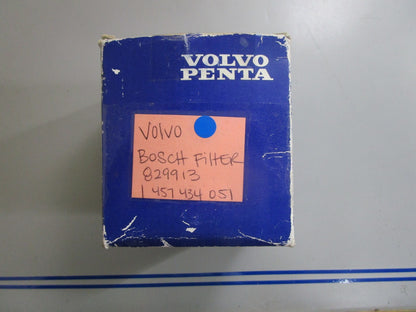 VOLVO
PENTA
Volvo
BOSCH FilTER
829913
1 457 434 051